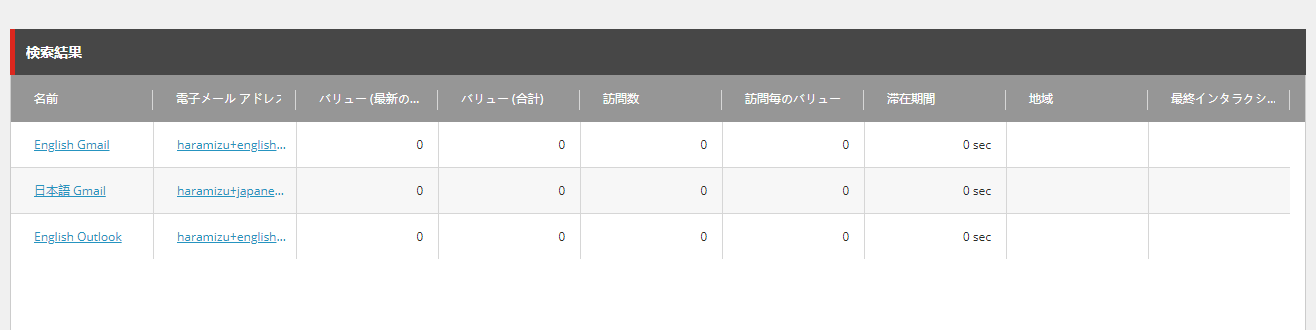 検索結果
名前 電子メール アドレス バリュー (最新の... バリュー (合計) 訪問数 訪問毎のバリュー 滞在期間 地域 最終インタラクシ...
English Gmail haramizu+english... 0 0 0 0 0 sec
日本語 Gmail haramizu+japane... 0 0 0 0 0 sec
English Outlook haramizu+english... 0 0 0 0 0 sec